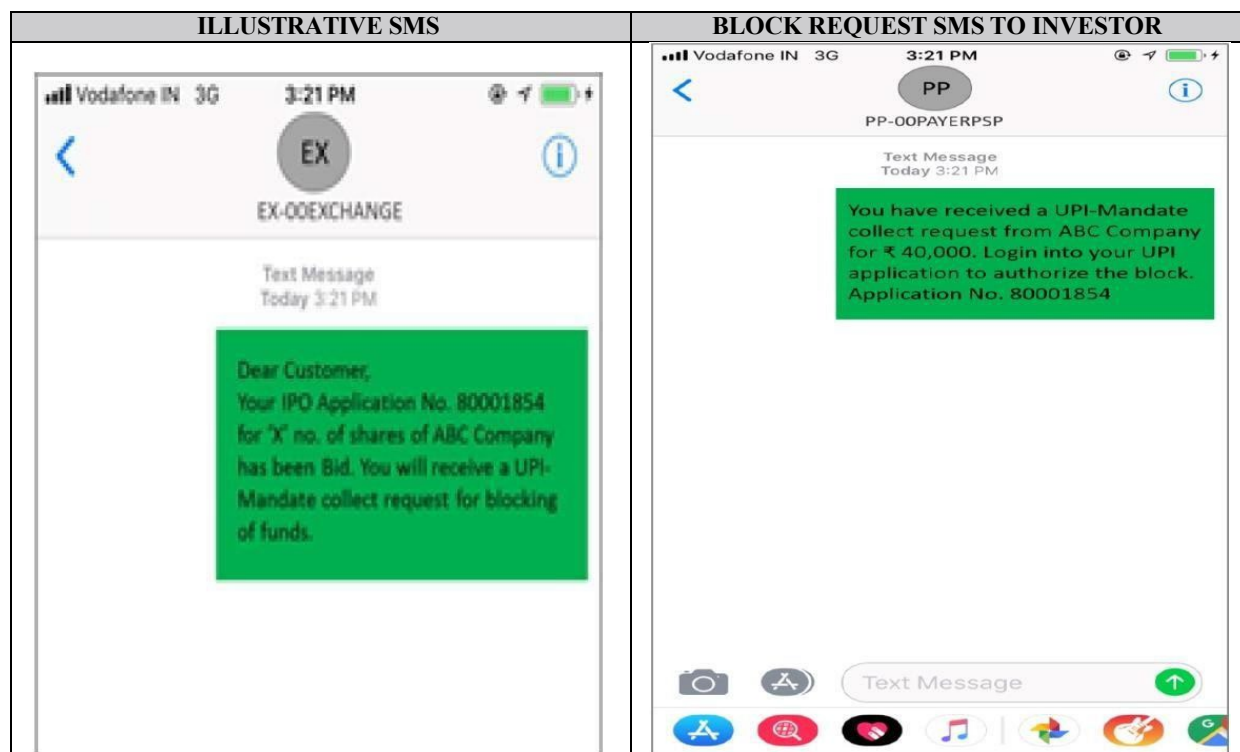 ILLUSTRATIVE SMS
Vodafone IN 3G 3:21 PM
EX
EX-00EXCHANGE
Text Message
Today 3:21 PM
Dear Customer,
Your IPO Application No. 80001854
for 'X' no. of shares of ABC Company
has been Bid. You will receive a UPI-
Mandate collect request for blocking
of funds.
BLOCK REQUEST SMS TO INVESTOR
Vodafone IN 3G 3:21 PM
PP
PP-00PAYERPSP
Text Message
Today 3:21 PM
You have received a UPI-Mandate
collect request from ABC Company
for ₹ 40,000. Login into your UPI
application to authorize the block.
Application No. 80001854
Text Message
G